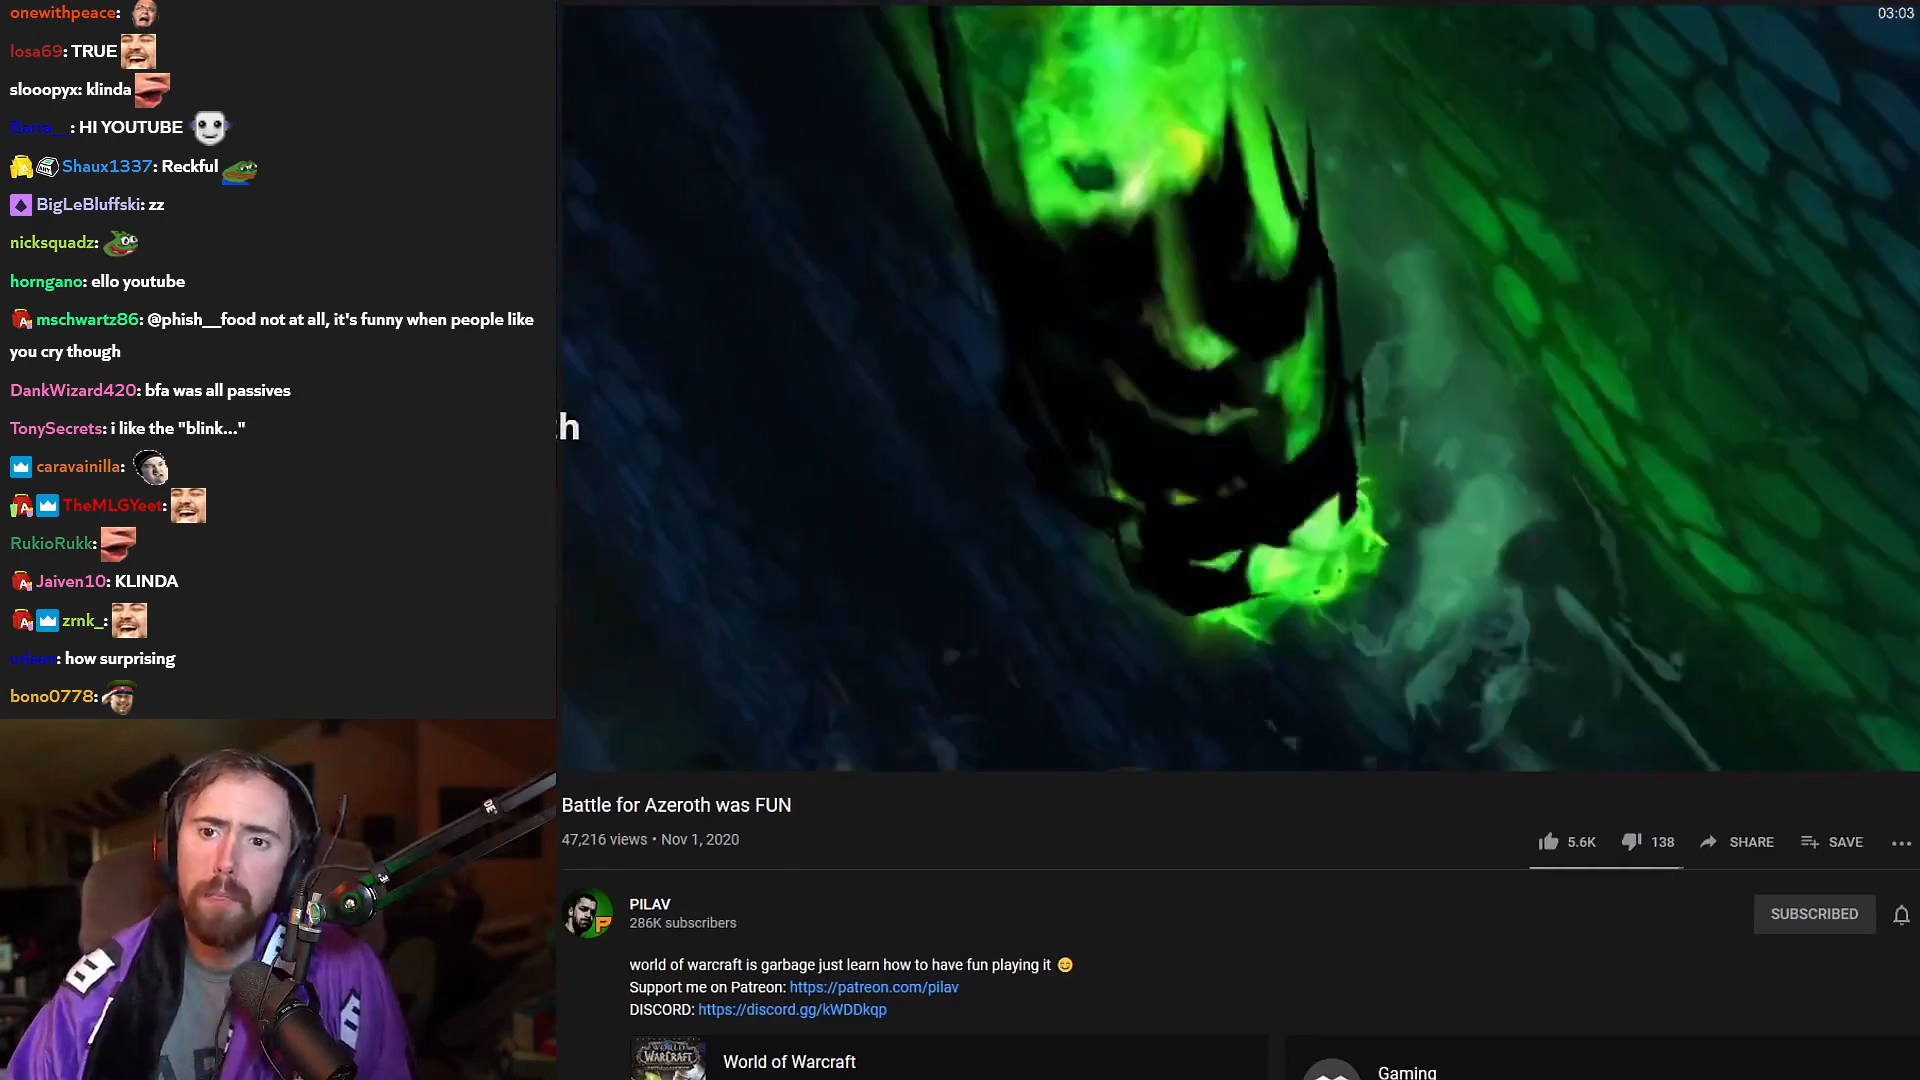 onewithpeace:
losa69: TRUE
slooopyx: klinda
: HI YOUTUBE
Shaux1337: Reckful
BigLeBluffski: zz
nicksquadz:
horngano: ello youtube
mschwartz86: @phish__food not at all, it's funny when people like
you cry though
DankWizard420: bfa was all passives
TonySecrets: i like the "blink..."
caravainilla:
TheMLGYeet:
RukioRukk:
Jaiven10: KLINDA
zrnk_:
: how surprising
bono0778:
03:03
h
Battle for Azeroth was FUN
47,216 views • Nov 1, 2020
5.6K
138
SHARE
SAVE
PILAV
286K subscribers
SUBSCRIBED
world of warcraft is garbage just learn how to have fun playing it 😊
Support me on Patreon: https://patreon.com/pilav
DISCORD: https://discord.gg/kWDDkqp
WORLD OF
WARCRAFT
World of Warcraft
Gaming